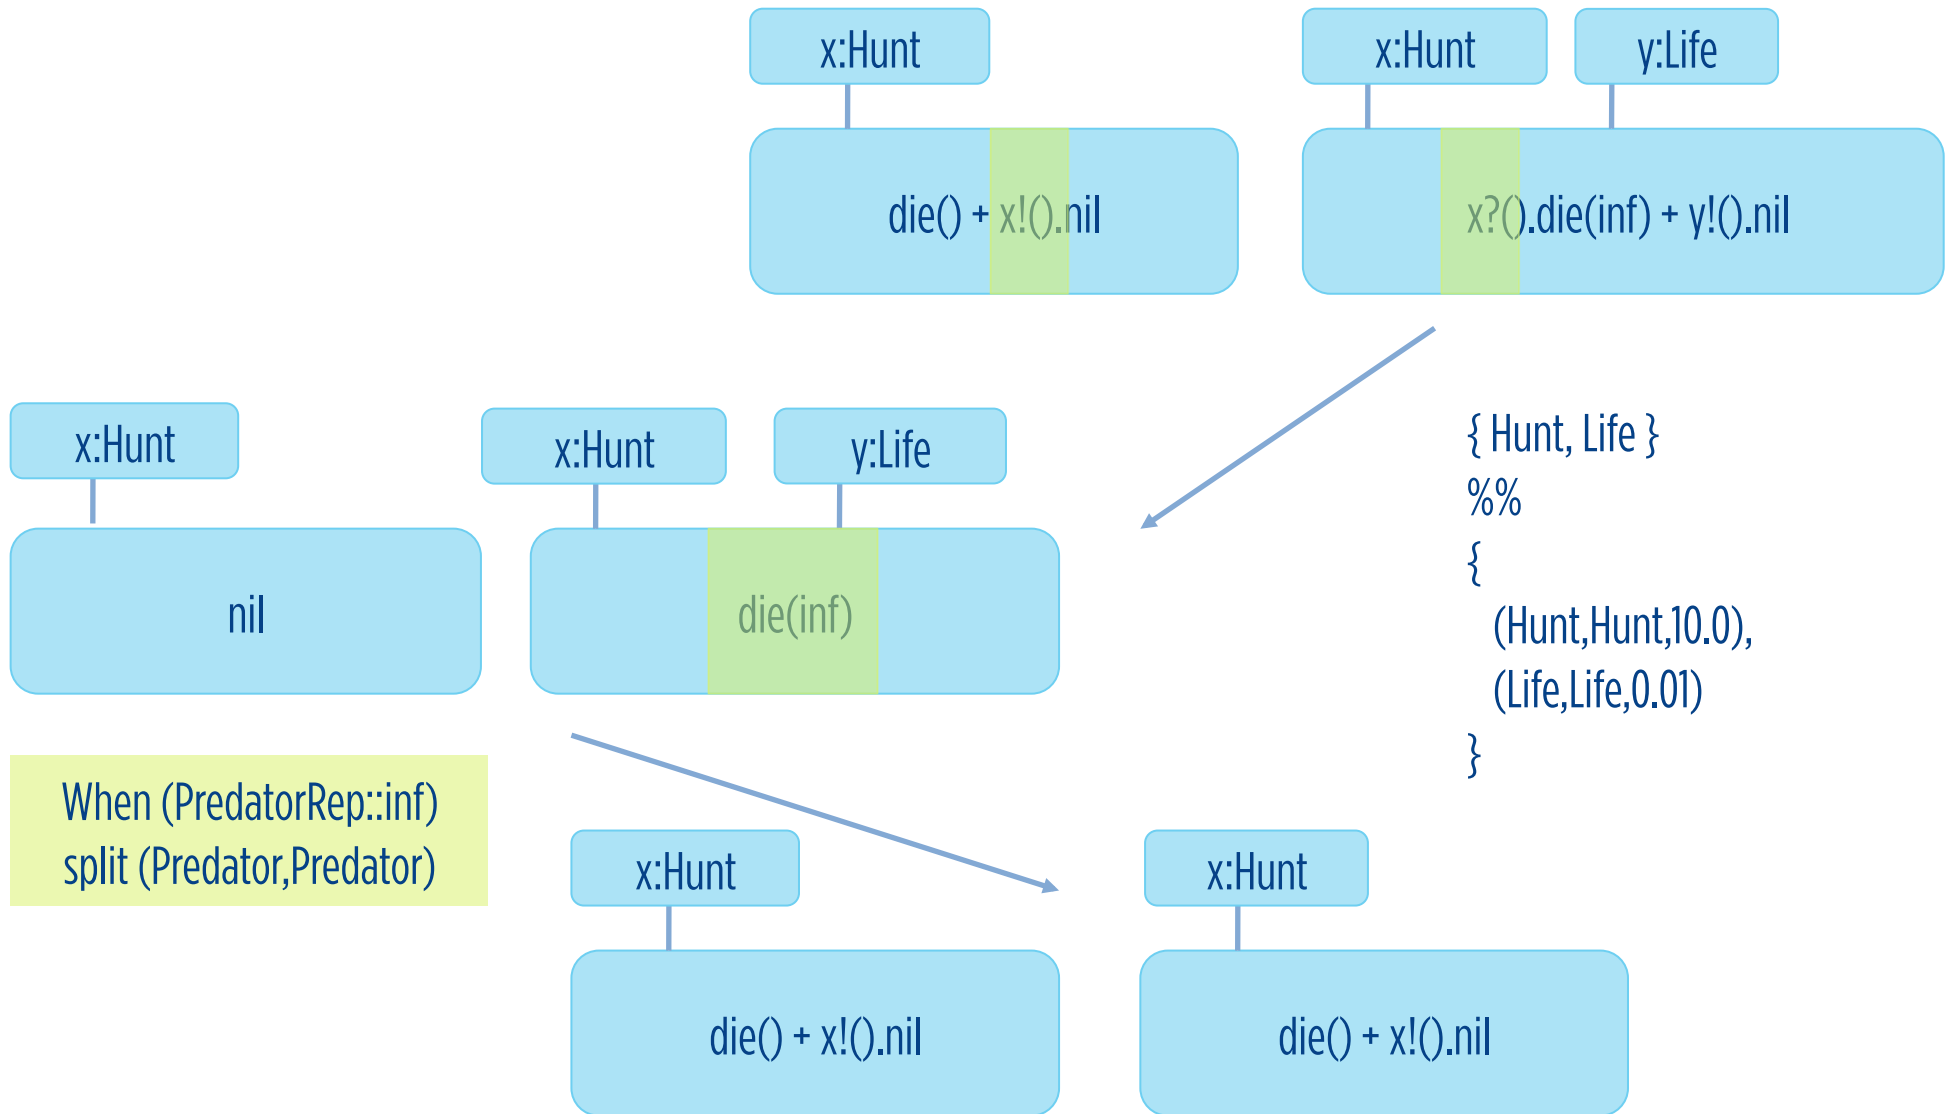 x:Hunt
x:Hunt
y:Life
die() + x!().nil
x?().die(inf) + y!().nil
x:Hunt
x:Hunt
y:Life
nil
die(inf)
{ Hunt, Life }
%%
{
(Hunt,Hunt,10.0),
(Life,Life,0.01)
}
When (PredatorRep::inf)
split (Predator,Predator)
x:Hunt
x:Hunt
die() + x!().nil
die() + x!().nil